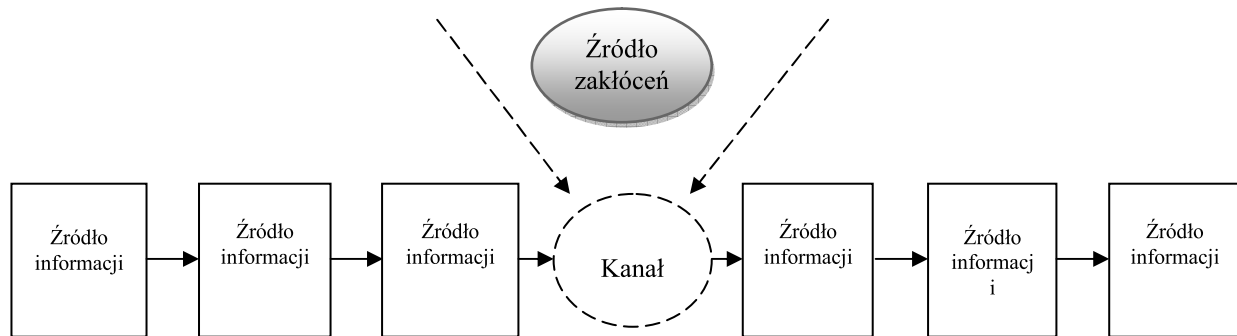 Źródło
zakłóceń
Źródło
informacji
Źródło
informacji
Źródło
informacji
Kanał
Źródło
informacji
Źródło
informacj
i
Źródło
informacji